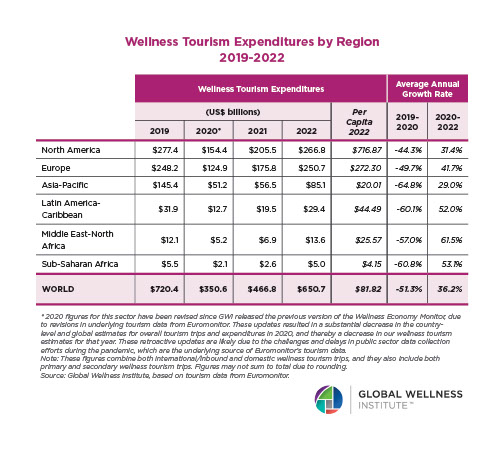 Wellness Tourism Expenditures by Region
2019-2022
Wellness Tourism Expenditures
Average Annual
Growth Rate
(US$ billions)
Per
Capita
2022
2019-
2020
2020-
2022
2019 2020* 2021 2022
North America $277.4 $154.4 $205.5 $266.8 $716.87 -44.3% 31.4%
Europe $248.2 $124.9 $175.8 $250.7 $272.30 -49.7% 41.7%
Asia-Pacific $145.4 $51.2 $56.5 $85.1 $20.01 -64.8% 29.0%
Latin America-
Caribbean $31.9 $12.7 $19.5 $29.4 $44.49 -60.1% 52.0%
Middle East-North
Africa $12.1 $5.2 $6.9 $13.6 $25.57 -57.0% 61.5%
Sub-Saharan Africa $5.5 $2.1 $2.6 $5.0 $4.15 -60.8% 53.1%
WORLD $720.4 $350.6 $466.8 $650.7 $81.82 -51.3% 36.2%
* 2020 figures for this sector have been revised since GWI released the previous version of the Wellness Economy Monitor, due
to revisions in underlying tourism data from Euromonitor. These updates resulted in a substantial decrease in the country-
level and global estimates for overall tourism trips and expenditures in 2020, and thereby a decrease in our wellness tourism
estimates for that year. These retroactive updates are likely due to the challenges and delays in public sector data collection
efforts during the pandemic, which are the underlying source of Euromonitor's tourism data.
Note: These figures combine both international/inbound and domestic wellness tourism trips, and they also include both
primary and secondary wellness tourism trips. Figures may not sum to total due to rounding.
Source: Global Wellness Institute, based on tourism data from Euromonitor.
GLOBAL WELLNESS
INSTITUTE™